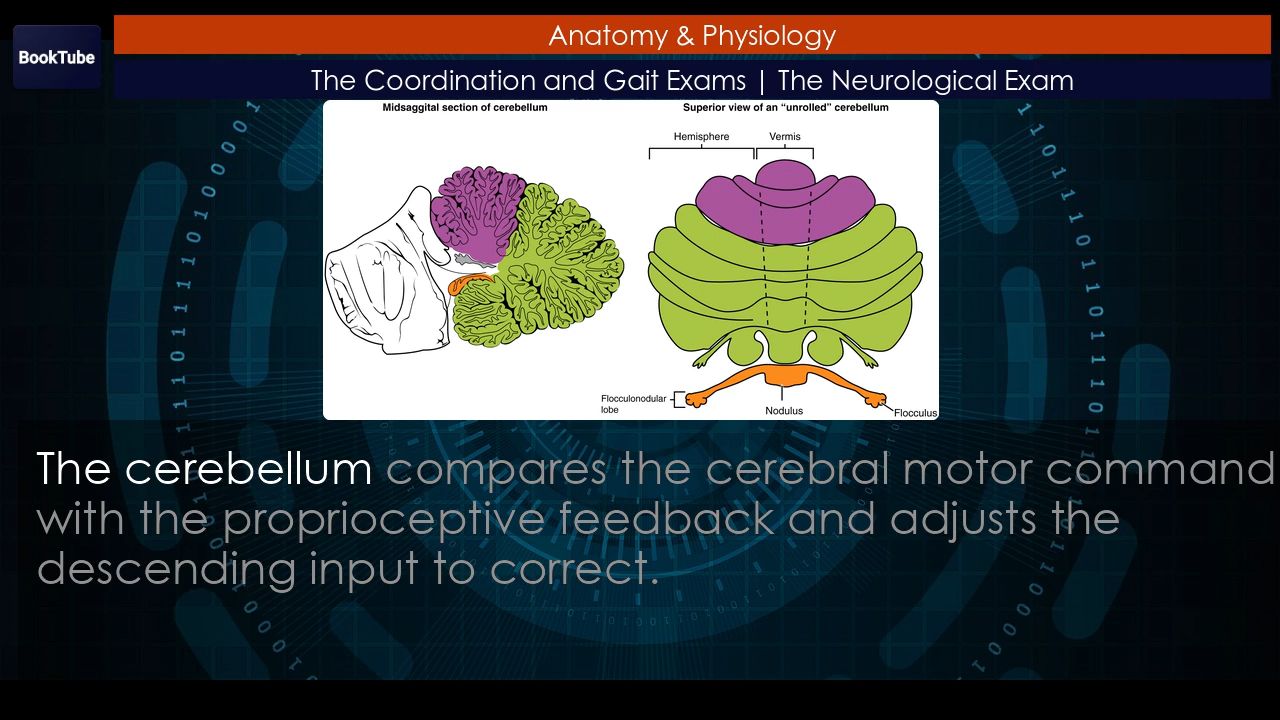 Anatomy & Physiology
BookTube
The Coordination and Gait Exams | The Neurological Exam
Midsaggital section of cerebellum
Superior view of an “unrolled” cerebellum
Hemisphere
Vermis
Flocculonodular
lobe
Nodulus
Flocculus
The cerebellum compares the cerebral motor command
with the proprioceptive feedback and adjusts the
descending input to correct.